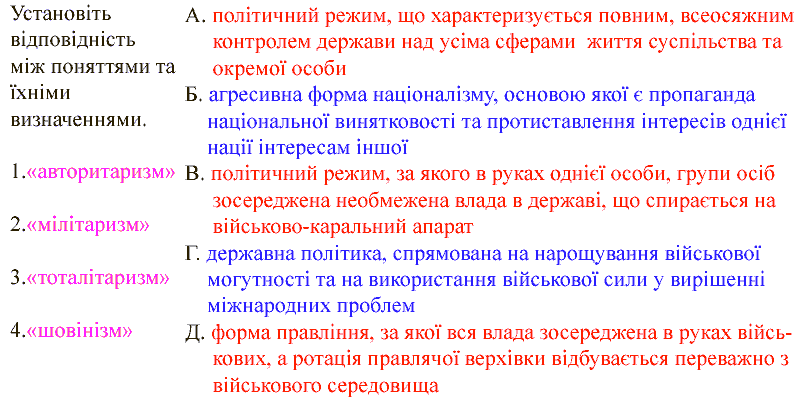 Установіть
відповідність
між поняттями та
їхніми
визначеннями.
1.«авторитаризм»
2.«мілітаризм»
3.«тоталітаризм»
4.«шовінізм»
А. політичний режим, що характеризується повним, всеосяжним
контролем держави над усіма сферами життя суспільства та
окремої особи
Б. агресивна форма націоналізму, основою якої є пропаганда
національної винятковості та протиставлення інтересів однієї
нації інтересам іншої
В. політичний режим, за якого в руках однієї особи, групи осіб
зосереджена необмежена влада в державі, що спирається на
військово-каральний апарат
Г. державна політика, спрямована на нарощування військової
могутності та на використання військової сили у вирішенні
міжнародних проблем
Д. форма правління, за якої вся влада зосереджена в руках війсь-
кових, а ротація правлячої верхівки відбувається переважно з
військового середовища